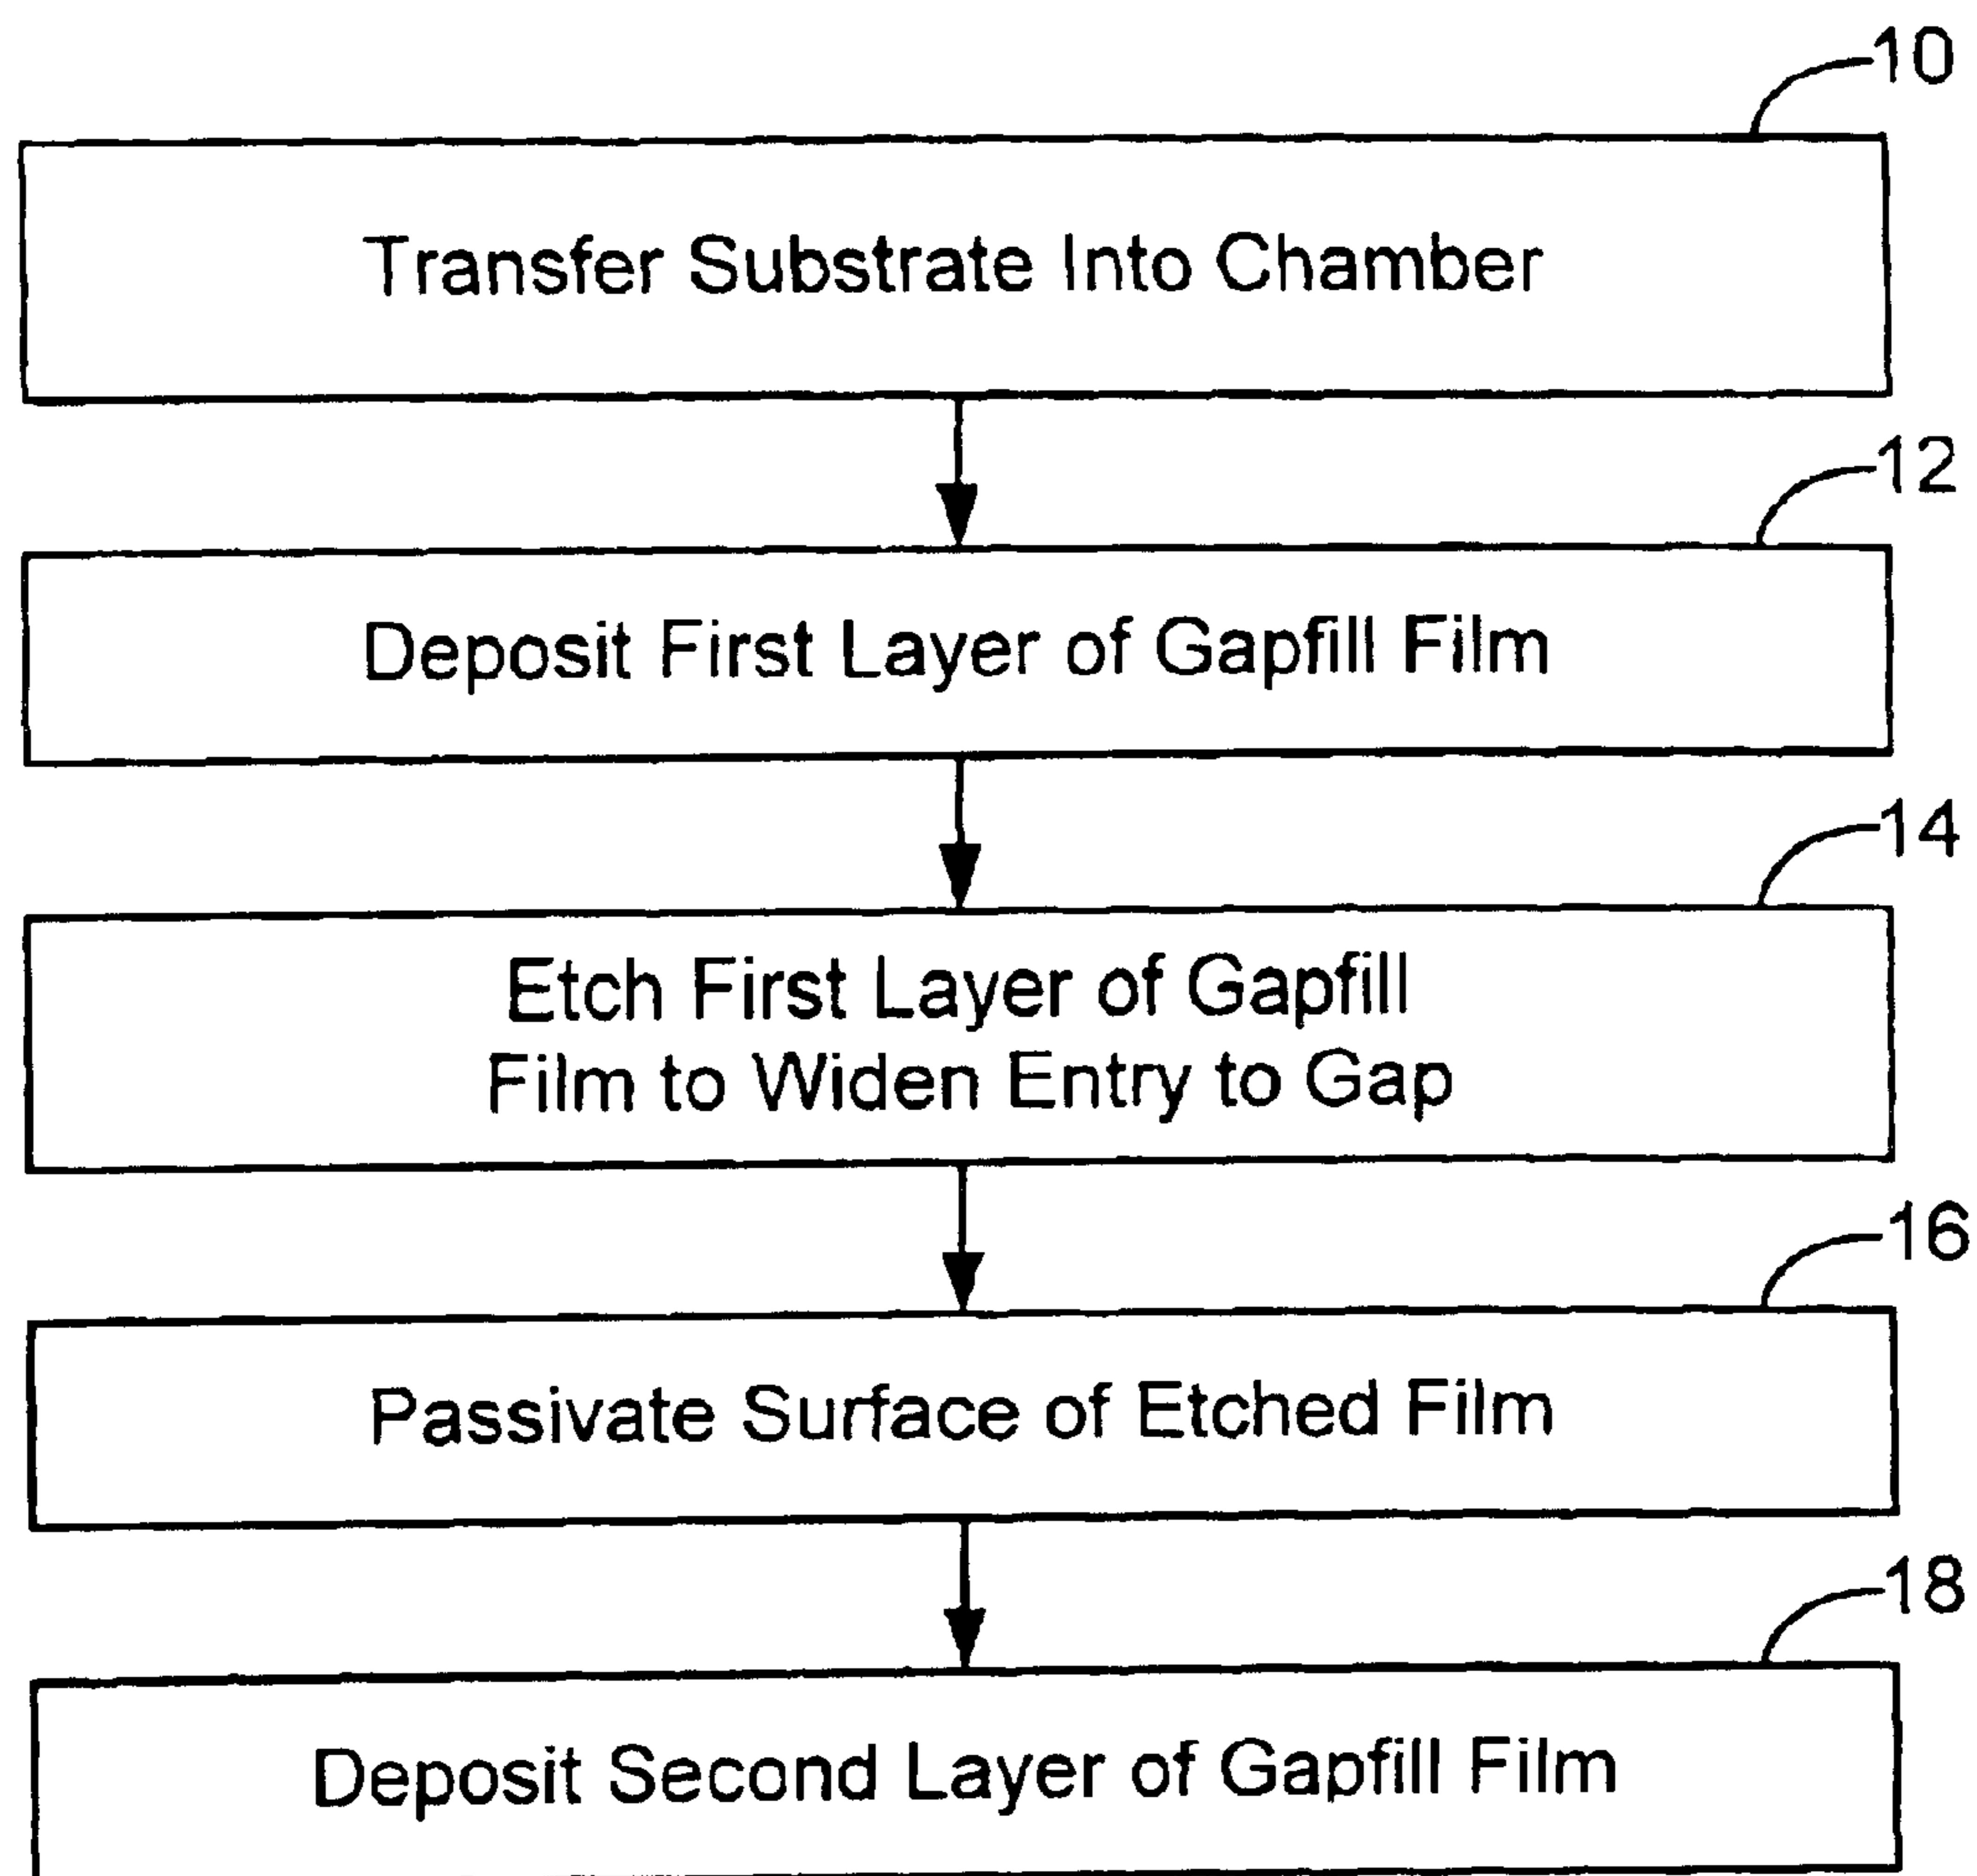 10
Transfer Substrate Into Chamber
12
Deposit First Layer of Gapfill Film
14
Etch First Layer of Gapfill
Film to Widen Entry to Gap
16
Passivate Surface of Etched Film
18
Deposit Second Layer of Gapfill Film